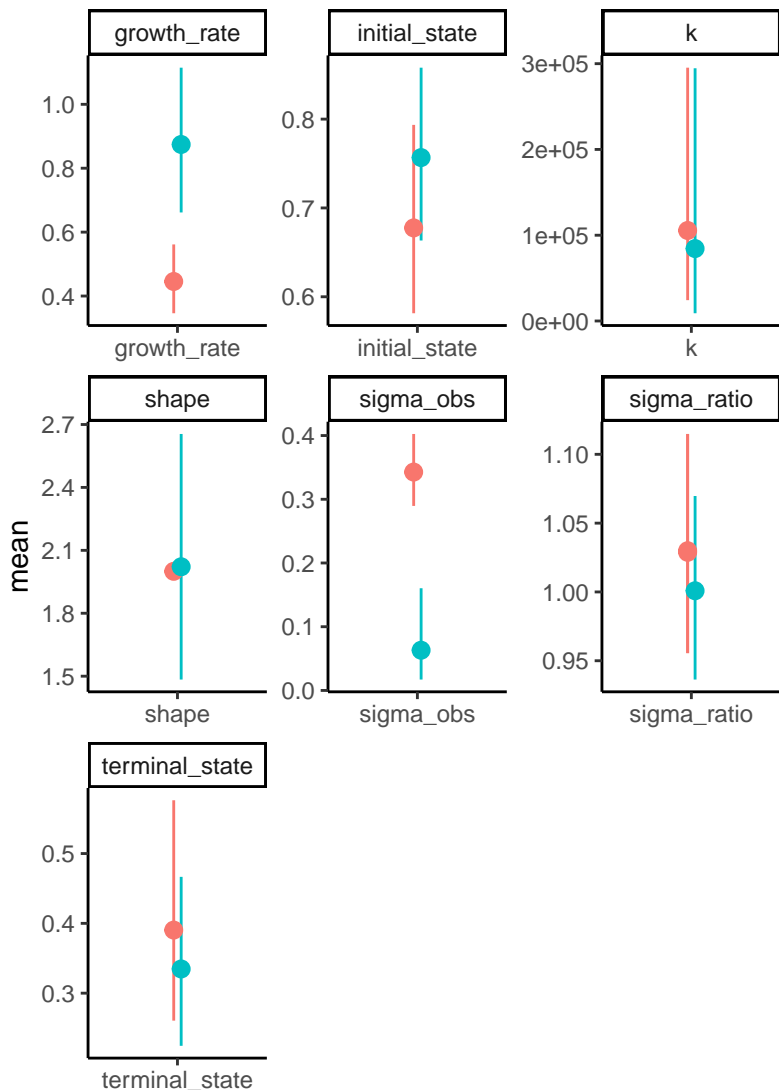 growth_rate
initial_state
k
1.0
0.8
0.6
0.4
0.8
0.7
0.6
3e+05
2e+05
1e+05
0e+00
growth_rate
initial_state
k
shape
sigma_obs
sigma_ratio
mean
2.7
2.4
2.1
1.8
1.5
0.4
0.3
0.2
0.1
0.0
1.10
1.05
1.00
0.95
shape
sigma_obs
sigma_ratio
terminal_state
0.5
0.4
0.3
terminal_state